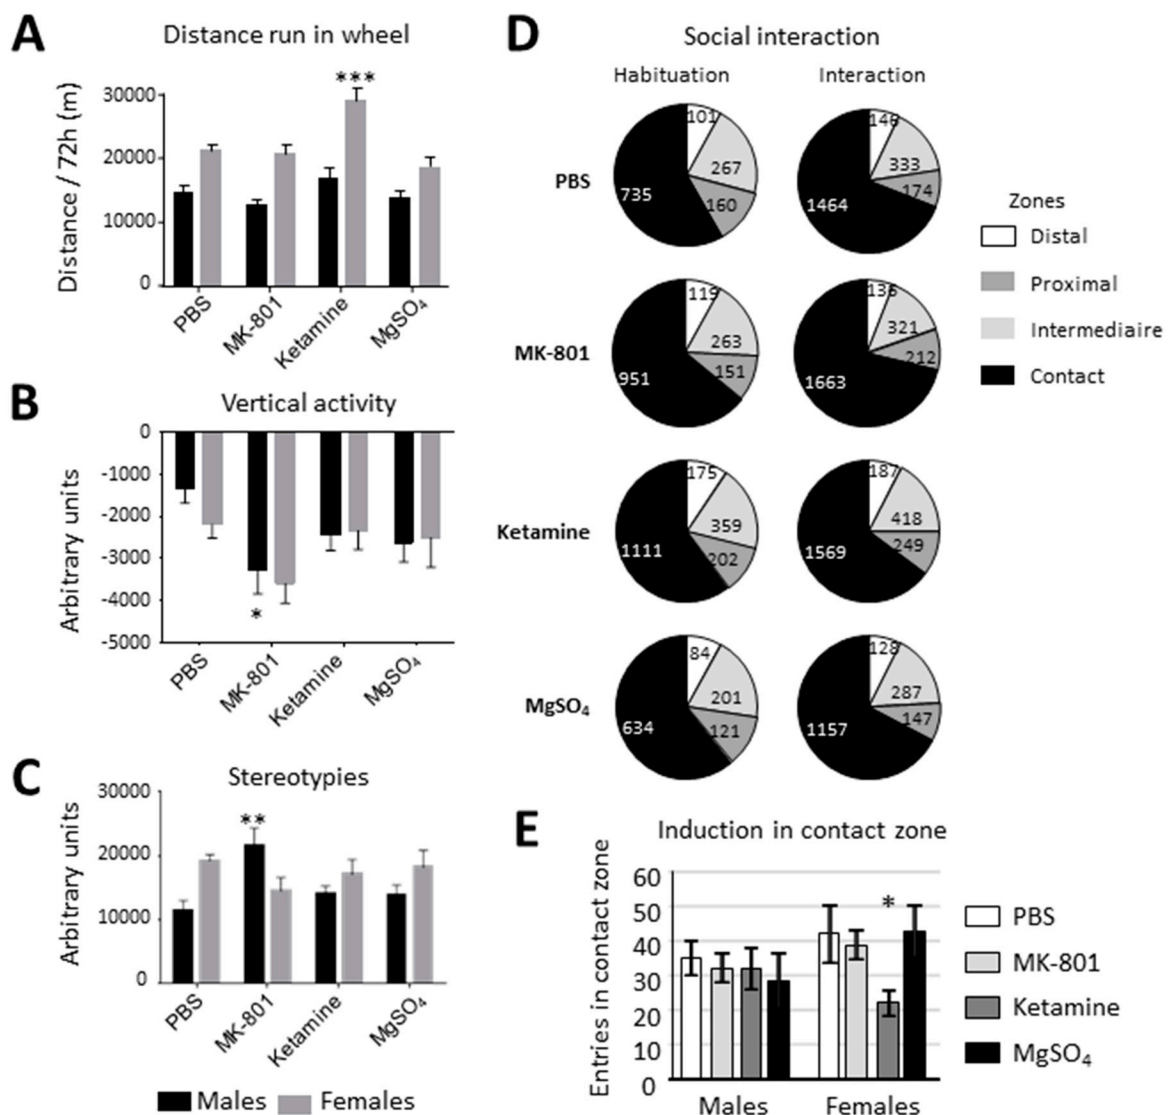 A
Distance run in wheel
Distance / 72h (m)
30000
20000
10000
0
***
PBS
MK-801
Ketamine
MgSO₄
B
Vertical activity
Arbitrary units
0
-1000
-2000
-3000
-4000
-5000
*
PBS
MK-801
Ketamine
MgSO₄
C
Stereotypies
Arbitrary units
30000
20000
10000
0
**
PBS
MK-801
Ketamine
MgSO₄
Males
Females
D
Social interaction
Habituation
Interaction
PBS
101
267
160
735
146
333
174
1464
MK-801
119
263
151
951
136
321
212
1663
Ketamine
175
359
202
1111
187
418
249
1569
MgSO₄
84
201
121
634
128
287
147
1157
Zones
Distal
Proximal
Intermediaire
Contact
E
Induction in contact zone
Entries in contact zone
60
50
40
30
20
10
0
*
Males
Females
PBS
MK-801
Ketamine
MgSO₄